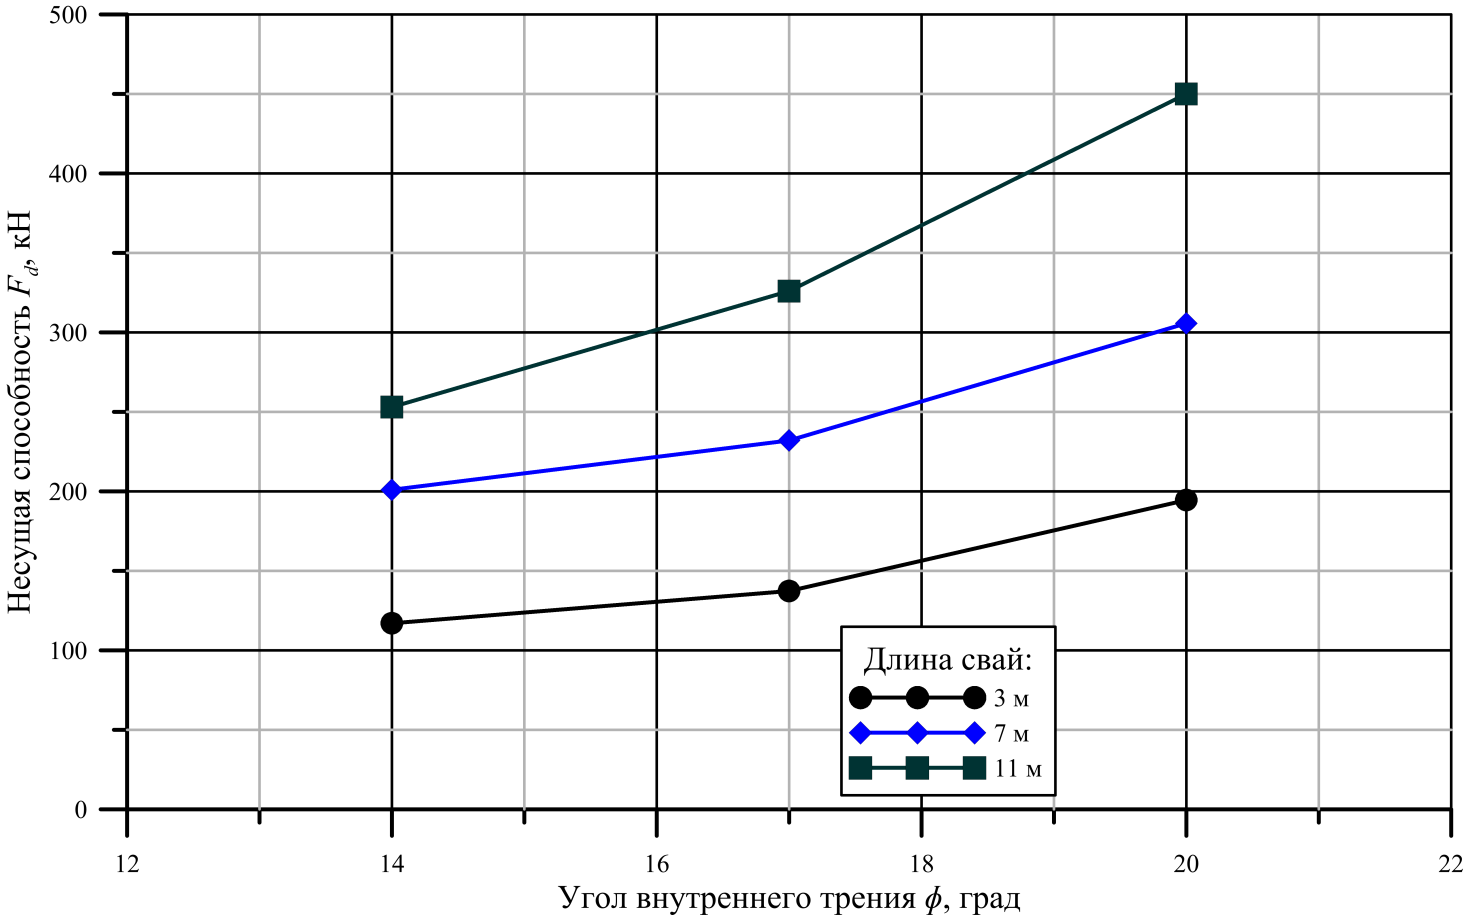 500
400
300
200
100
0
Несущая способность F_d, кН
12
14
16
18
20
22
Угол внутреннего трения ϕ, град
Длина свай:
3 м
7 м
11 м